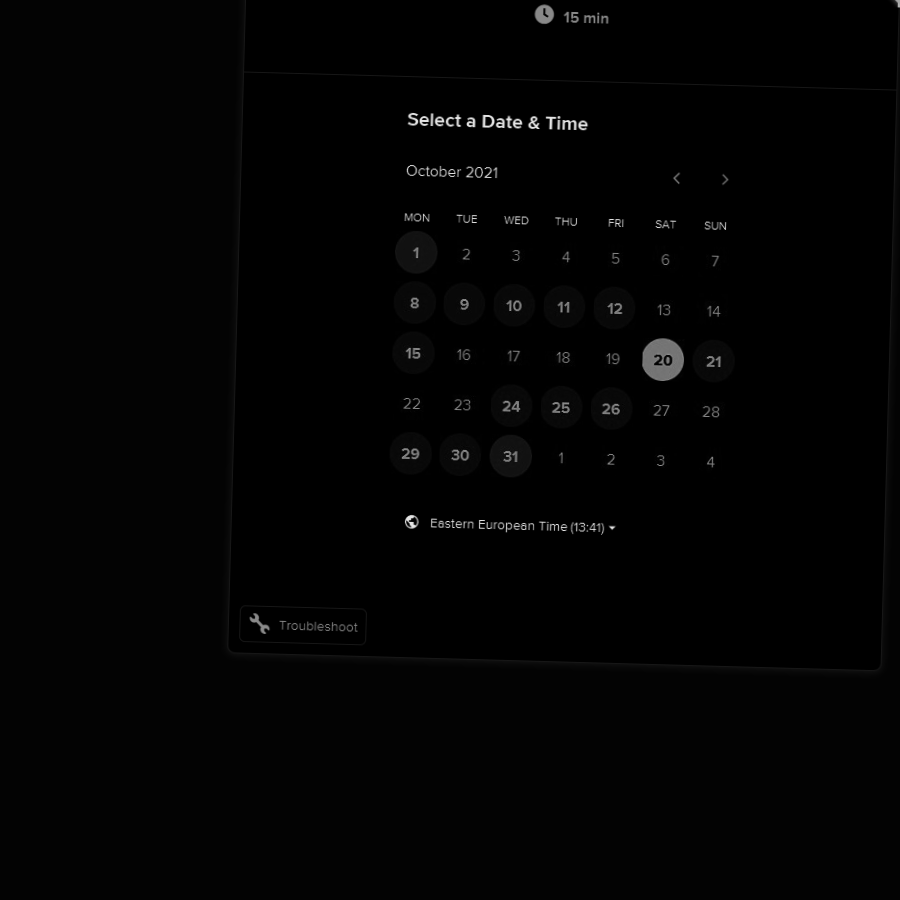 15 min
Select a Date & Time
October 2021
MON TUE WED THU FRI SAT SUN
1 2 3 4 5 6 7
8 9 10 11 12 13 14
15 16 17 18 19 20 21
22 23 24 25 26 27 28
29 30 31 1 2 3 4
Eastern European Time (13:41)
Troubleshoot